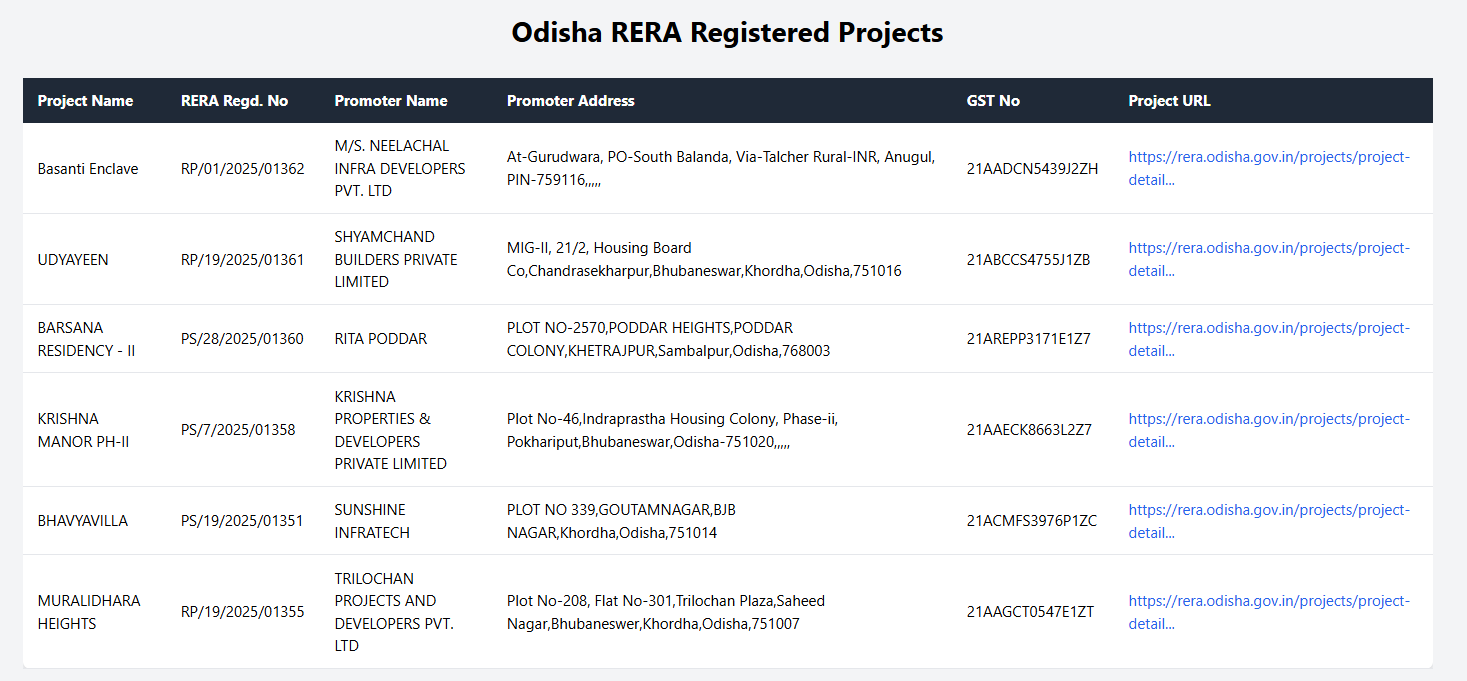 Odisha RERA Registered Projects
Project Name RERA Regd. No Promoter Name Promoter Address GST No Project URL
Basanti Enclave
RP/01/2025/01362
M/S. NEELACHAL
INFRA DEVELOPERS
PVT. LTD
At-Gurudwara, PO-South Balanda, Via-Talcher Rural-INR, Anugul,
PIN-759116,,,,,
21AADCN5439J2ZH
https://rera.odisha.gov.in/projects/project-
detail...
UDYAYEEN
RP/19/2025/01361
SHYAMCHAND
BUILDERS PRIVATE
LIMITED
MIG-II, 21/2, Housing Board
Co,Chandrasekharpur,Bhubaneswar,Khordha,Odisha,751016
21ABCCS4755J1ZB
https://rera.odisha.gov.in/projects/project-
detail...
BARSANA
RESIDENCY - II
PS/28/2025/01360
RITA PODDAR
PLOT NO-2570,PODDAR HEIGHTS,PODDAR
COLONY,KHETRAJPUR,Sambalpur,Odisha,768003
21AREPP3171E1Z7
https://rera.odisha.gov.in/projects/project-
detail...
KRISHNA
MANOR PH-II
PS/7/2025/01358
KRISHNA
PROPERTIES &
DEVELOPERS
PRIVATE LIMITED
Plot No-46,Indraprastha Housing Colony, Phase-ii,
Pokhariput,Bhubaneswar,Odisha-751020,,,,,
21AAECK8663L2Z7
https://rera.odisha.gov.in/projects/project-
detail...
BHAVYAVILLA
PS/19/2025/01351
SUNSHINE
INFRATECH
PLOT NO 339,GOUTAMNAGAR,BJB
NAGAR,Khordha,Odisha,751014
21ACMFS3976P1ZC
https://rera.odisha.gov.in/projects/project-
detail...
MURALIDHARA
HEIGHTS
RP/19/2025/01355
TRILOCHAN
PROJECTS AND
DEVELOPERS PVT.
LTD
Plot No-208, Flat No-301,Trilochan Plaza,Saheed
Nagar,Bhubaneswer,Khordha,Odisha,751007
21AAGCT0547E1ZT
https://rera.odisha.gov.in/projects/project-
detail...